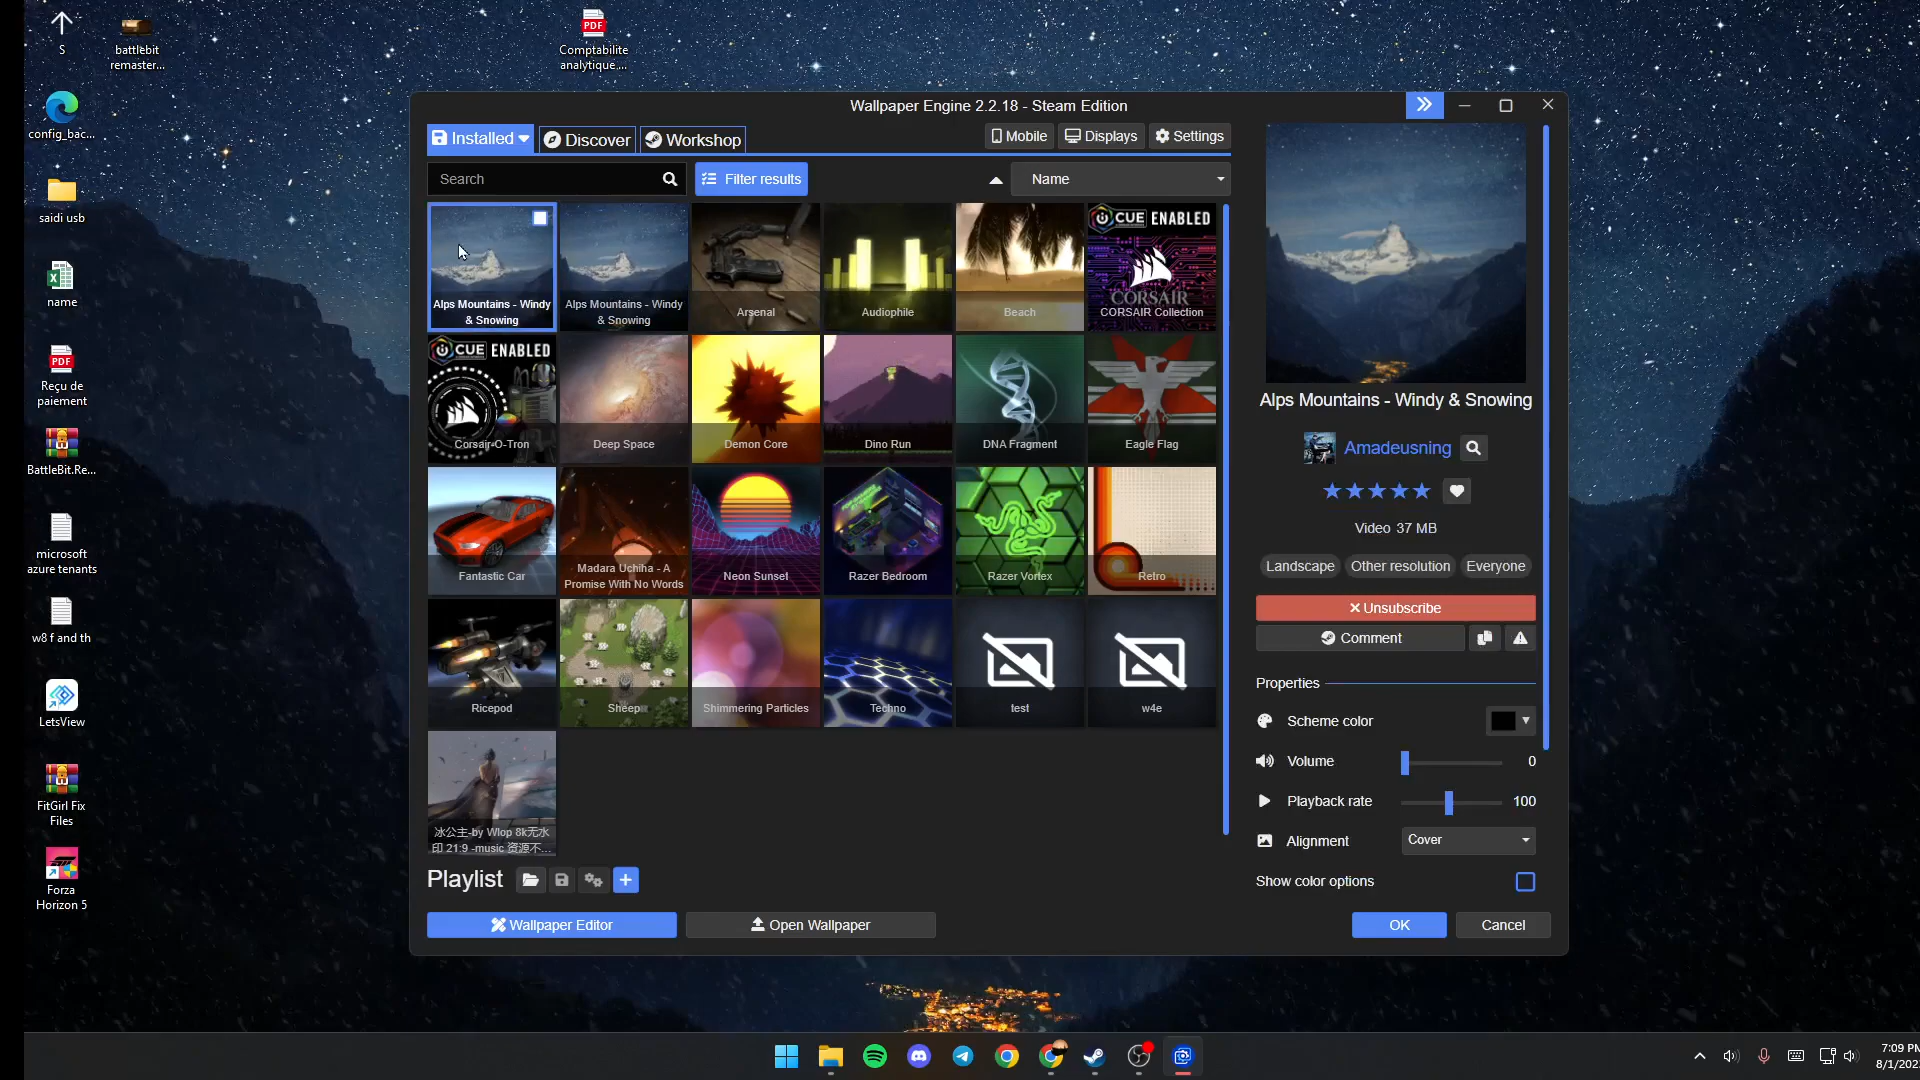 S
battlebit
remaster...
Comptabilite
analytique....
config_bac...
saidi usb
name
Reçu de
paiement
BattleBit.Re...
microsoft
azure tenants
w8 f and th
LetsView
FitGirl Fix
Files
Forza
Horizon 5
Wallpaper Engine 2.2.18 - Steam Edition
Installed
Discover
Workshop
Mobile
Displays
Settings
Search
Filter results
Name
Alps Mountains - Windy
& Snowing
Alps Mountains - Windy
& Snowing
Arsenal
Audiophile
Beach
iCUE ENABLED
CORSAIR
CORSAIR Collection
iCUE ENABLED
Corsair-O-Tron
Deep Space
Demon Core
Dino Run
DNA Fragment
Eagle Flag
Fantastic Car
Madara Uchiha - A
Promise With No Words
Neon Sunset
Razer Bedroom
Razer Vortex
Retro
Ricepod
Sheep
Shimmering Particles
Techno
test
w4e
冰公主-by Wlop 8k无水
印 21:9 -music 资源不...
Playlist
Wallpaper Editor
Open Wallpaper
Alps Mountains - Windy & Snowing
Amadeusning
Video 37 MB
Landscape
Other resolution
Everyone
Unsubscribe
Comment
Properties
Scheme color
Volume
0
Playback rate
100
Alignment
Cover
Show color options
OK
Cancel
PDF
PDF
7:09 PM
8/1/202